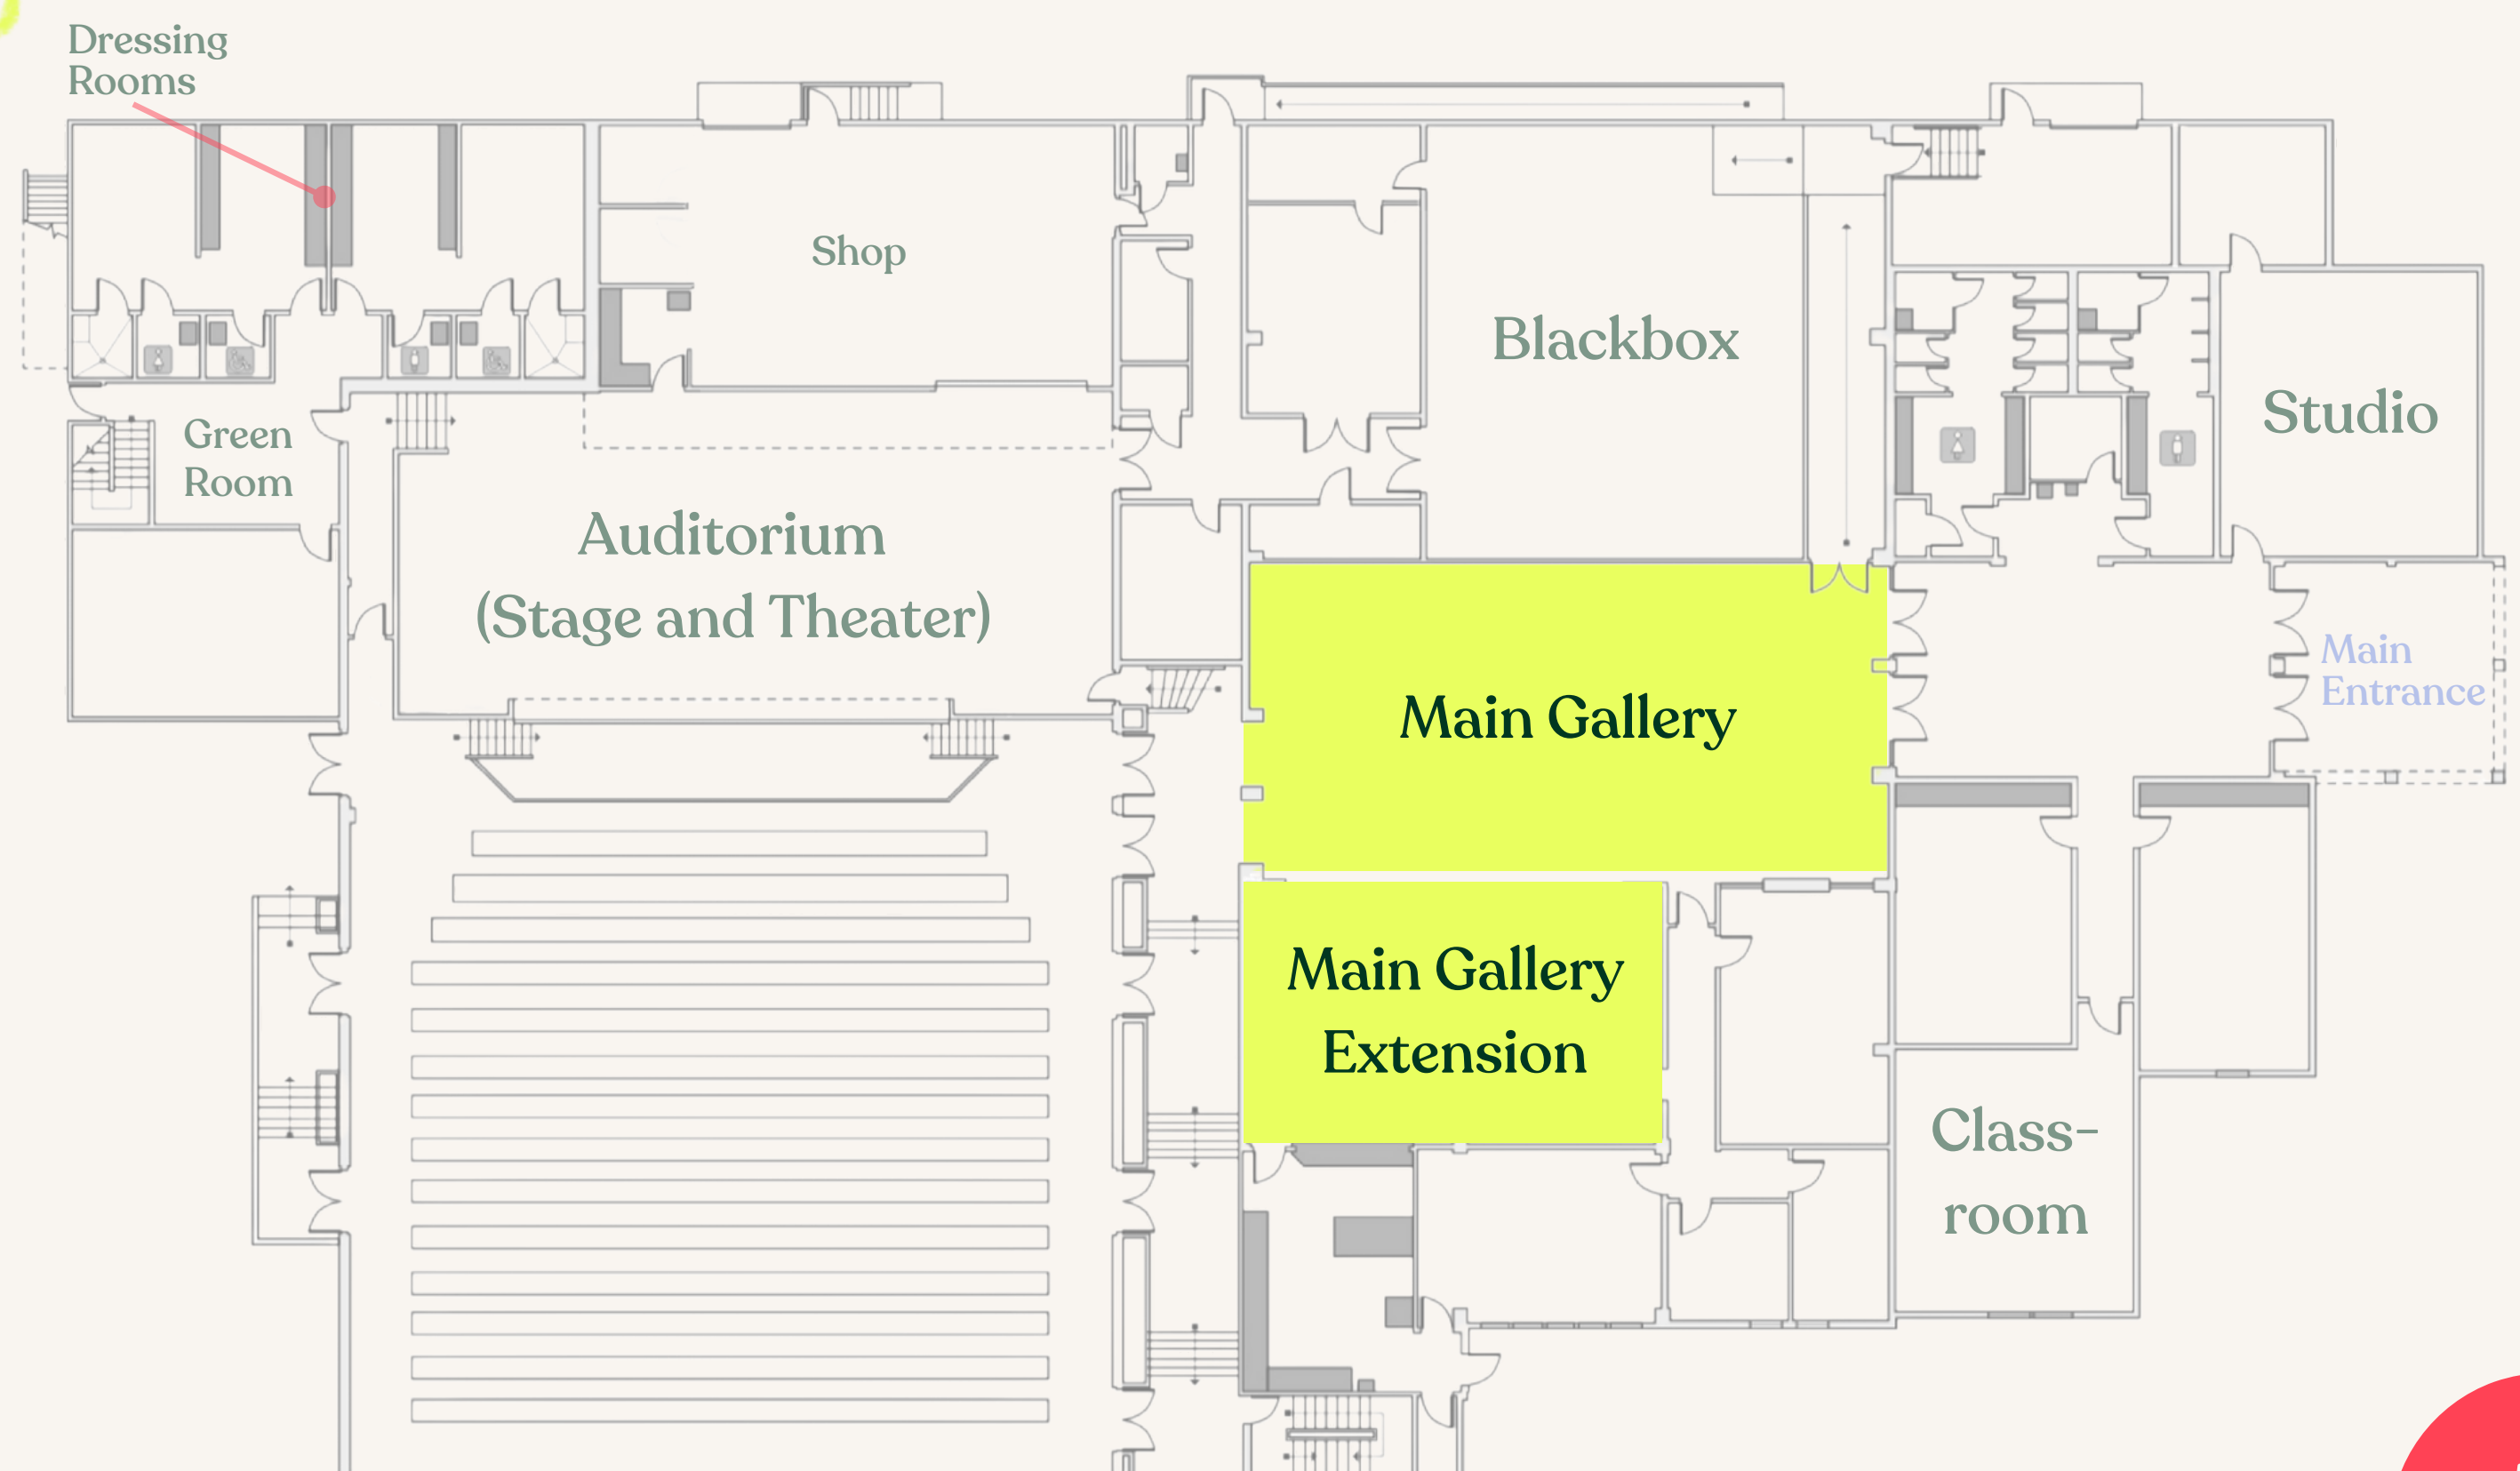 Dressing
Rooms
Shop
Blackbox
Studio
Green
Room
Auditorium
(Stage and Theater)
Main
Entrance
Main Gallery
Main Gallery
Extension
Class-
room